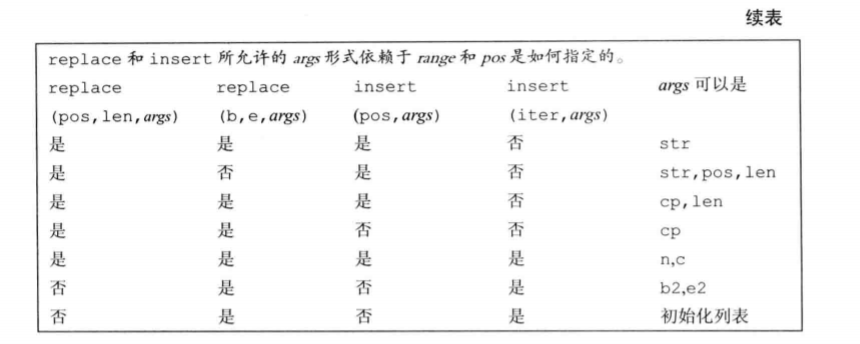 续表
replace 和 insert 所允许的 args 形式依赖于 range 和 pos 是如何指定的。
replace replace insert insert args 可以是
(pos,len,args) (b,e,args) (pos,args) (iter,args)
是 是 是 否 str
是 否 是 否 str,pos,len
是 是 是 否 cp,len
是 是 否 否 cp
是 是 是 是 n,c
否 是 否 是 b2,e2
否 是 否 是 初始化列表